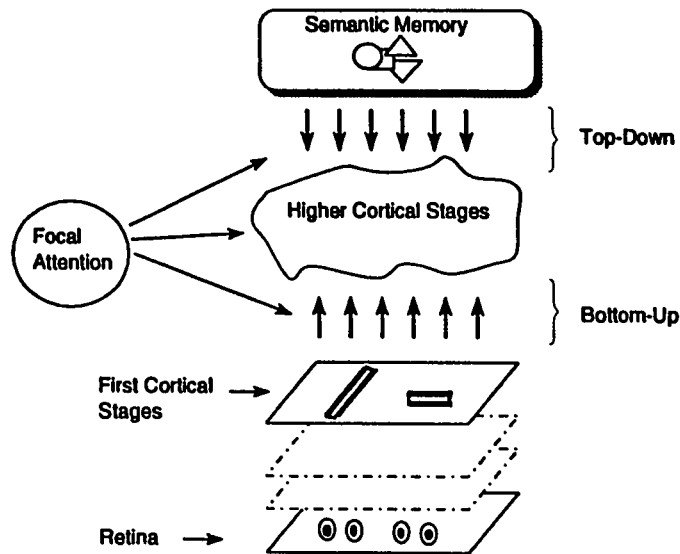 Semantic Memory
Top-Down
Higher Cortical Stages
Focal
Attention
Bottom-Up
First Cortical
Stages
Retina